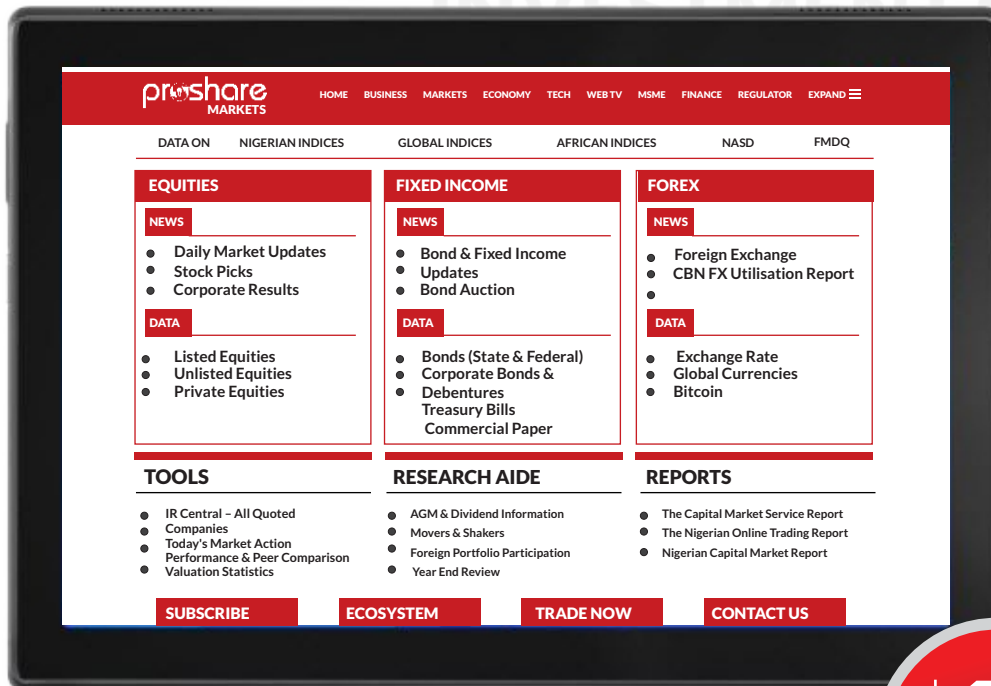 proshare
MARKETS
HOME BUSINESS MARKETS ECONOMY TECH WEB TV MSME FINANCE REGULATOR EXPAND
DATA ON NIGERIAN INDICES GLOBAL INDICES AFRICAN INDICES NASD FMDQ
EQUITIES
NEWS
Daily Market Updates
Stock Picks
Corporate Results
DATA
Listed Equities
Unlisted Equities
Private Equities
FIXED INCOME
NEWS
Bond & Fixed Income
Updates
Bond Auction
DATA
Bonds (State & Federal)
Corporate Bonds &
Debentures
Treasury Bills
Commercial Paper
FOREX
NEWS
Foreign Exchange
CBN FX Utilisation Report
DATA
Exchange Rate
Global Currencies
Bitcoin
TOOLS
IR Central – All Quoted
Companies
Today's Market Action
Performance & Peer Comparison
Valuation Statistics
RESEARCH AIDE
AGM & Dividend Information
Movers & Shakers
Foreign Portfolio Participation
Year End Review
REPORTS
The Capital Market Service Report
The Nigerian Online Trading Report
Nigerian Capital Market Report
SUBSCRIBE ECOSYSTEM TRADE NOW CONTACT US